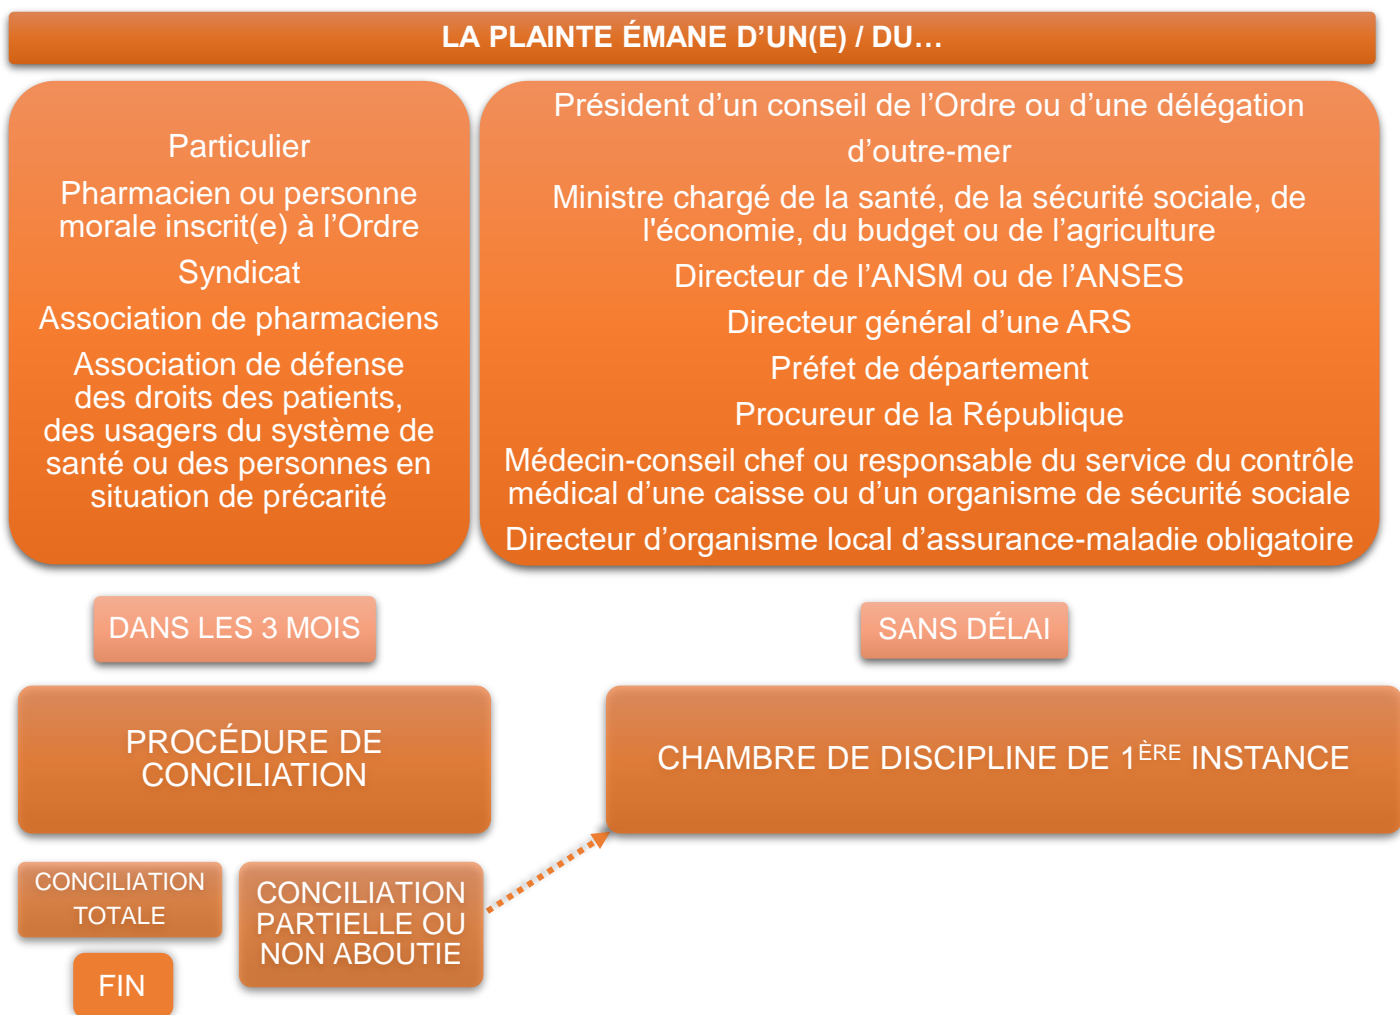 LA PLAINTE ÉMANE D’UN(E) / DU…
Particulier
Pharmacien ou personne
morale inscrit(e) à l’Ordre
Syndicat
Association de pharmaciens
Association de défense
des droits des patients,
des usagers du système de
santé ou des personnes en
situation de précarité
Président d’un conseil de l’Ordre ou d’une délégation
d’outre-mer
Ministre chargé de la santé, de la sécurité sociale, de
l'économie, du budget ou de l’agriculture
Directeur de l’ANSM ou de l’ANSES
Directeur général d’une ARS
Préfet de département
Procureur de la République
Médecin-conseil chef ou responsable du service du contrôle
médical d’une caisse ou d’un organisme de sécurité sociale
Directeur d’organisme local d’assurance-maladie obligatoire
DANS LES 3 MOIS
SANS DÉLAI
PROCÉDURE DE
CONCILIATION
CHAMBRE DE DISCIPLINE DE 1ÈRE INSTANCE
CONCILIATION
TOTALE
CONCILIATION
PARTIELLE OU
NON ABOUTIE
FIN